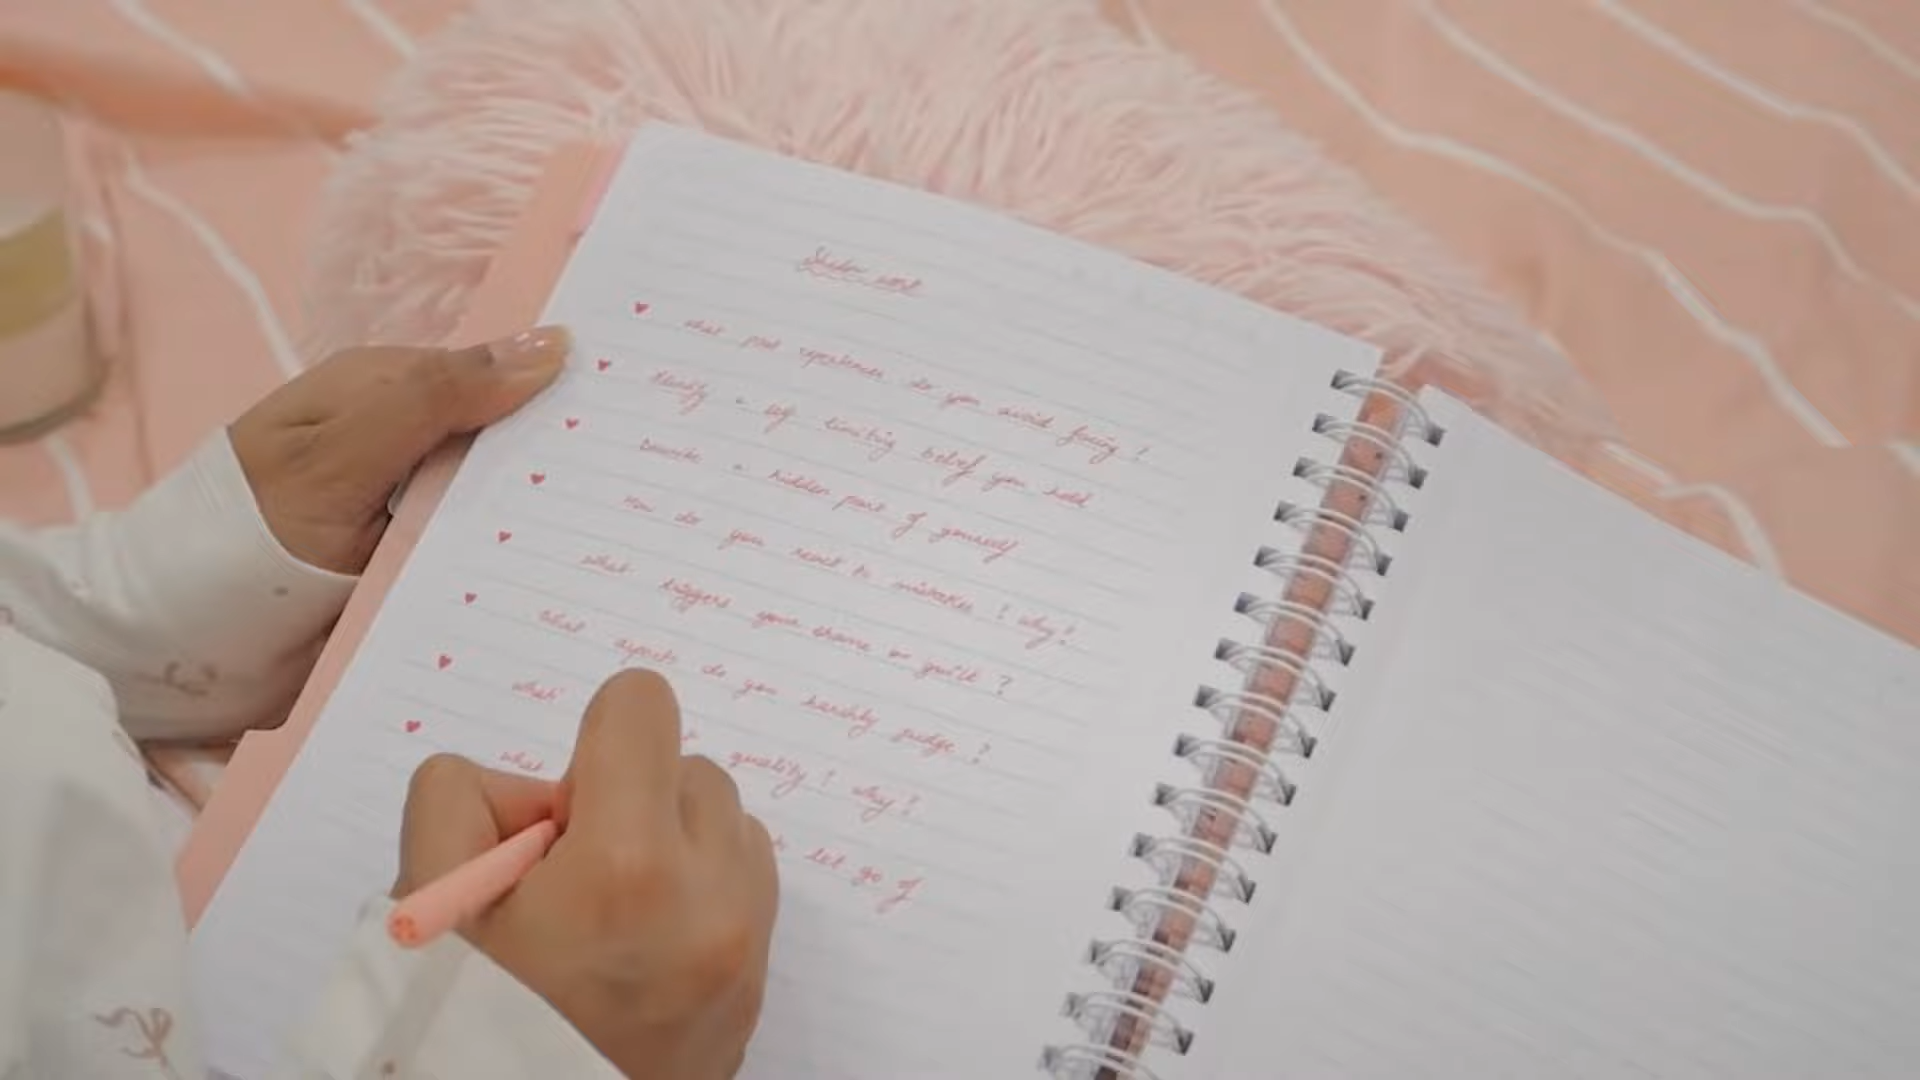 Shadow work
What past experiences do you avoid facing?
Identify a self limiting belief you hold
Describe a hidden part of yourself
How do you react to mistakes? Why?
What triggers your shame or guilt?
What aspects do you harshly judge?
What quality? Why?
What let go of